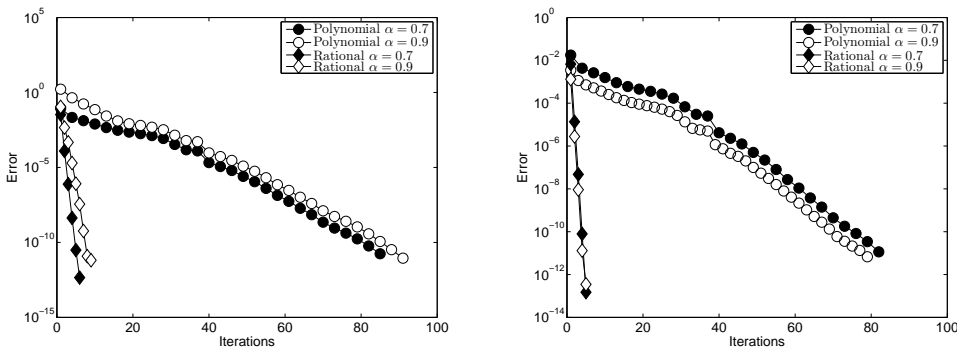 10^5
10^0
10^−5
10^−10
10^−15
Error
0
20
40
60
80
100
Iterations
Polynomial α = 0.7
Polynomial α = 0.9
Rational α = 0.7
Rational α = 0.9
10^0
10^−2
10^−4
10^−6
10^−8
10^−10
10^−12
10^−14
Error
0
20
40
60
80
100
Iterations
Polynomial α = 0.7
Polynomial α = 0.9
Rational α = 0.7
Rational α = 0.9